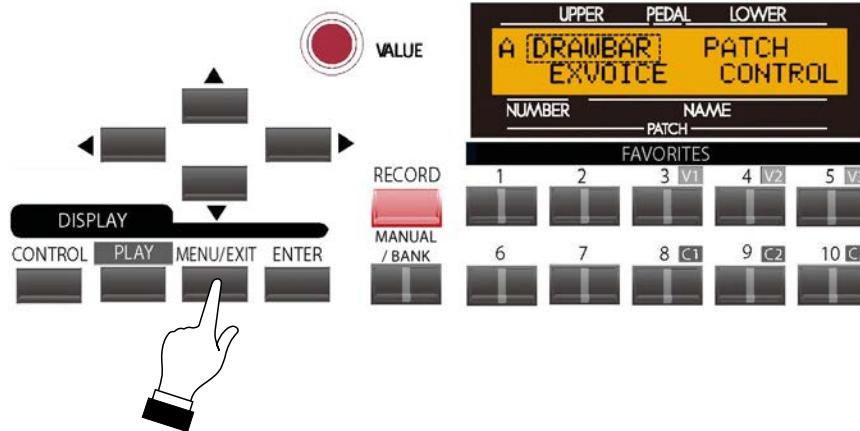 VALUE
UPPER PEDAL LOWER
A DRAWBAR PATCH
EXVOICE CONTROL
NUMBER NAME
PATCH
FAVORITES
RECORD
1 2 3 V1 4 V2 5
DISPLAY
CONTROL PLAY MENU/EXIT ENTER
MANUAL
/ BANK
6 7 8 C1 9 C2 10